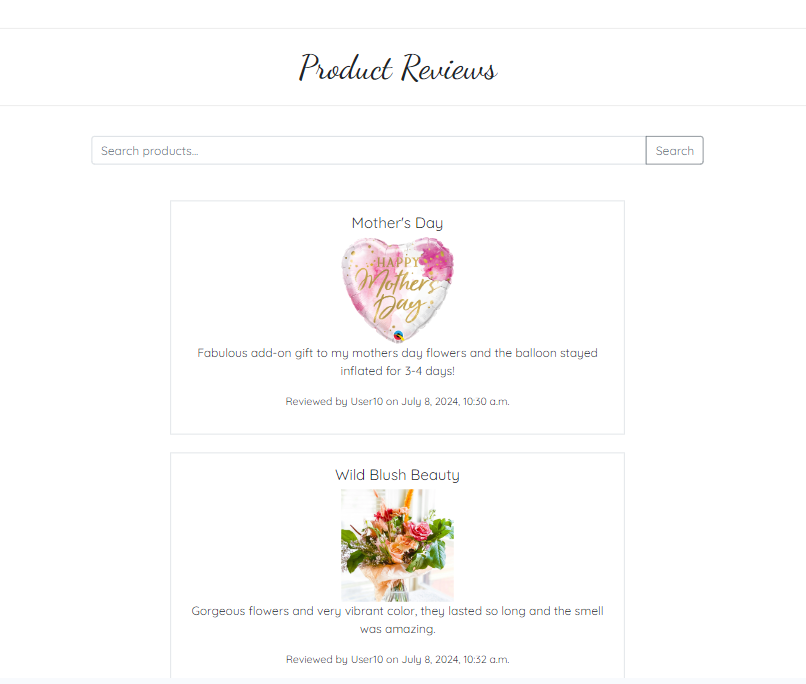 Product Reviews
Search products...
Search
Mother's Day
HAPPY
Mother's
Day
Fabulous add-on gift to my mothers day flowers and the balloon stayed
inflated for 3-4 days!
Reviewed by User10 on July 8, 2024, 10:30 a.m.
Wild Blush Beauty
Gorgeous flowers and very vibrant color, they lasted so long and the smell
was amazing.
Reviewed by User10 on July 8, 2024, 10:32 a.m.